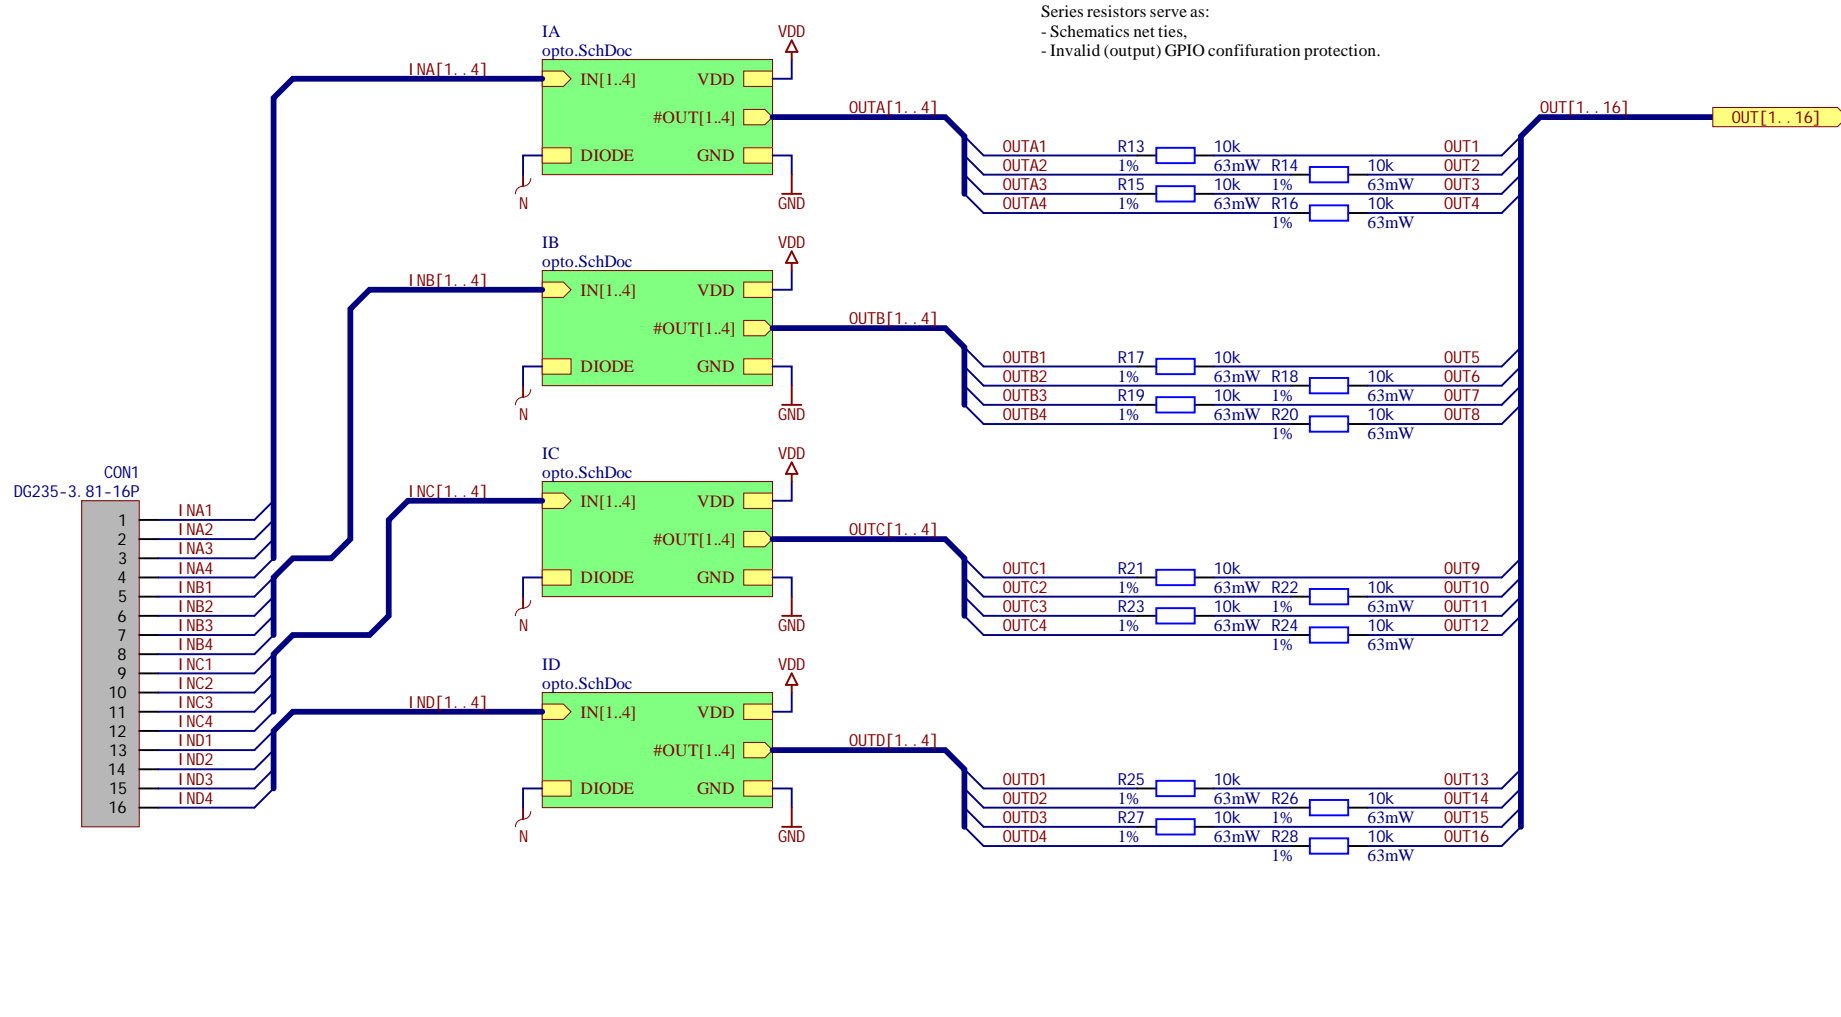 Series resistors serve as:
- Schematics net ties,
- Invalid (output) GPIO confifuration protection.
IA
opto.SchDoc
VDD
INA[1..4]
IN[1..4]
VDD
#OUT[1..4]
OUTA[1..4]
DIODE
GND
N
GND
OUT[1..16]
OUT[1..16]
OUTA1 R13 10k OUT1
OUTA2 1% 63mW R14 10k OUT2
OUTA3 R15 10k 1% 63mW OUT3
OUTA4 1% 63mW R16 10k OUT4
1% 63mW
IB
opto.SchDoc
VDD
INB[1..4]
IN[1..4]
VDD
#OUT[1..4]
OUTB[1..4]
DIODE
GND
N
GND
OUTB1 R17 10k OUT5
OUTB2 1% 63mW R18 10k OUT6
OUTB3 R19 10k 1% 63mW OUT7
OUTB4 1% 63mW R20 10k OUT8
1% 63mW
IC
opto.SchDoc
VDD
INC[1..4]
IN[1..4]
VDD
#OUT[1..4]
OUTC[1..4]
DIODE
GND
N
GND
OUTC1 R21 10k OUT9
OUTC2 1% 63mW R22 10k OUT10
OUTC3 R23 10k 1% 63mW OUT11
OUTC4 1% 63mW R24 10k OUT12
1% 63mW
ID
opto.SchDoc
VDD
IND[1..4]
IN[1..4]
VDD
#OUT[1..4]
OUTD[1..4]
DIODE
GND
N
GND
OUTD1 R25 10k OUT13
OUTD2 1% 63mW R26 10k OUT14
OUTD3 R27 10k 1% 63mW OUT15
OUTD4 1% 63mW R28 10k OUT16
1% 63mW
CON1
DG235-3.81-16P
1 INA1
2 INA2
3 INA3
4 INA4
5 INB1
6 INB2
7 INB3
8 INB4
9 INC1
10 INC2
11 INC3
12 INC4
13 IND1
14 IND2
15 IND3
16 IND4